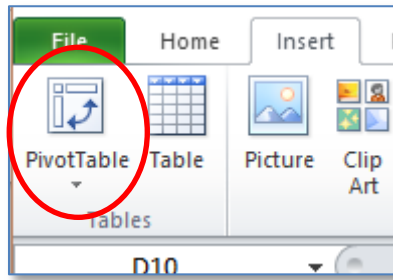 File Home Insert
PivotTable Table Picture Clip Art
Tables
D10